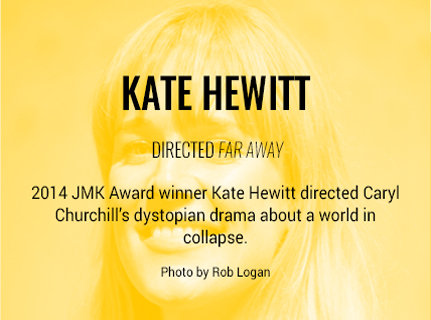 KATE HEWITT
DIRECTED FAR AWAY
2014 JMK Award winner Kate Hewitt directed Caryl
Churchill's dystopian drama about a world in
collapse.
Photo by Rob Logan